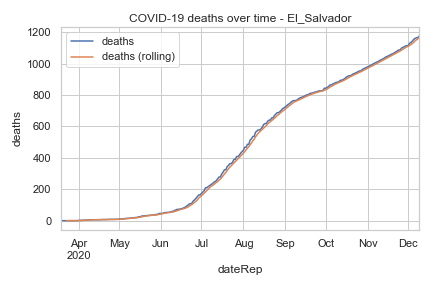 COVID-19 deaths over time - El_Salvador
deaths
deaths (rolling)
1200
1000
800
600
400
200
0
deaths
Apr May Jun Jul Aug Sep Oct Nov Dec
2020
dateRep